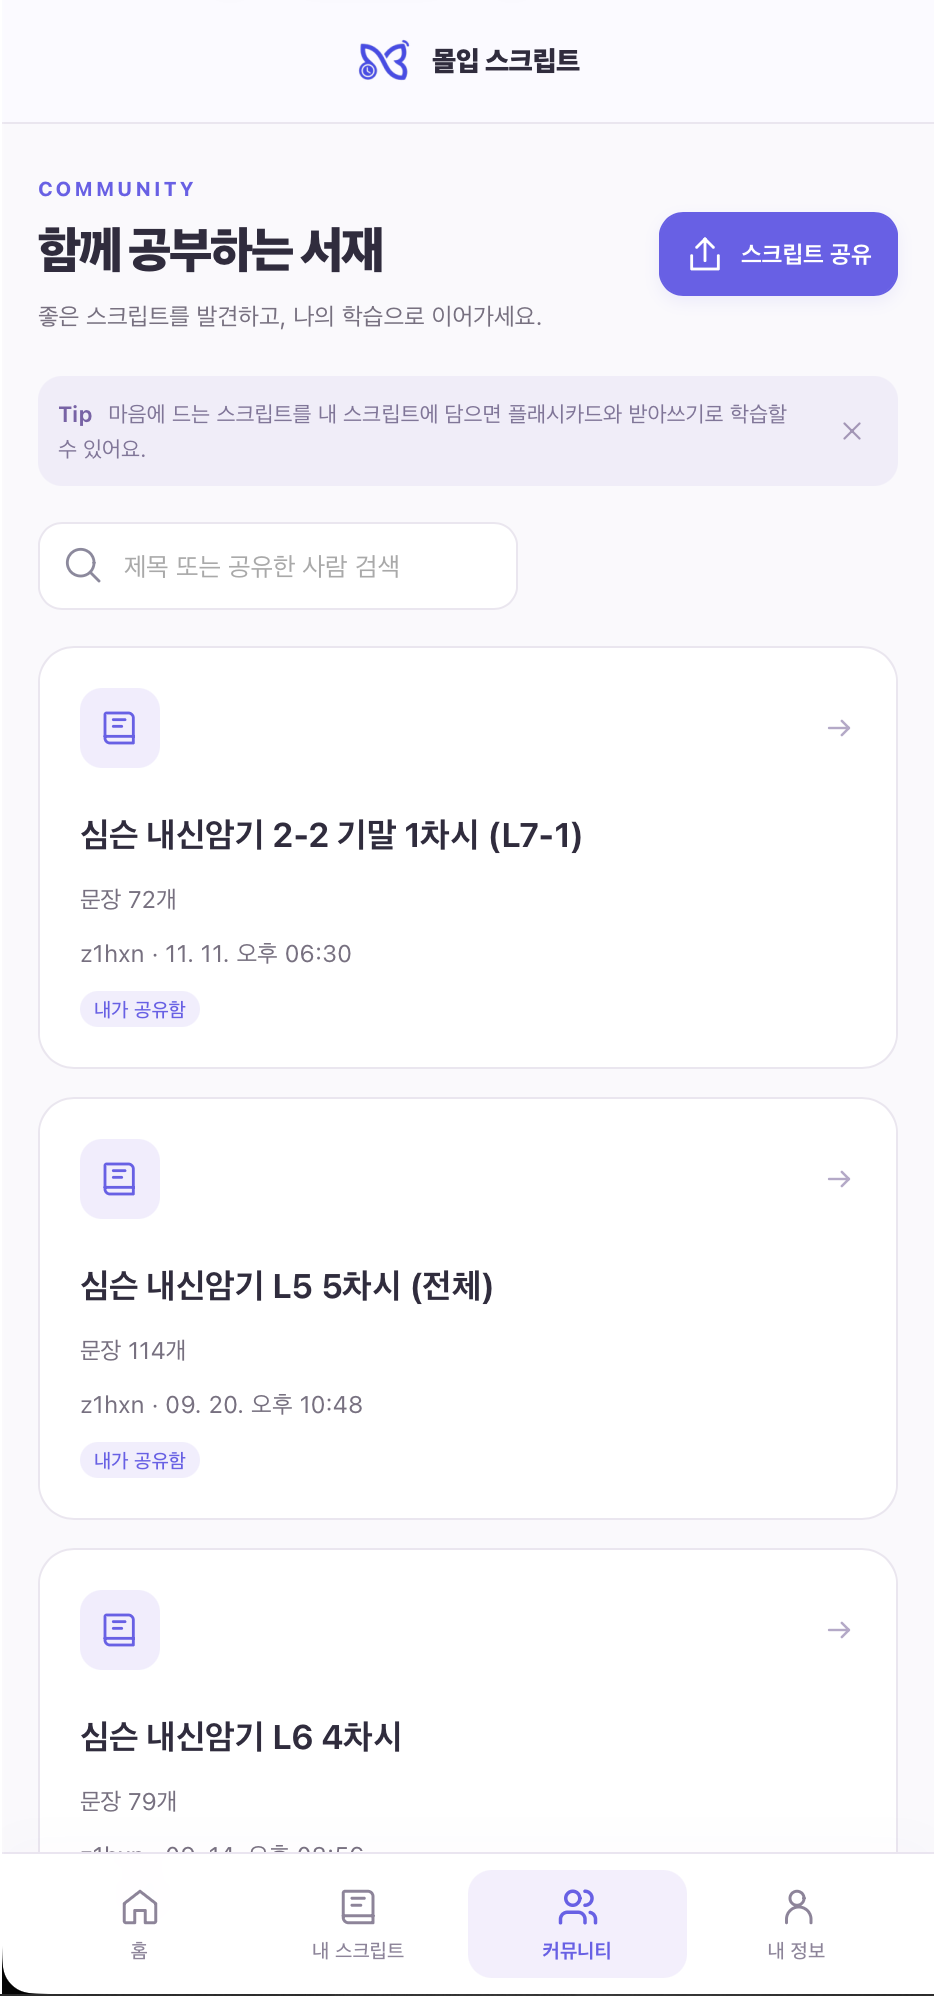 몰입 스크립트
COMMUNITY
함께 공부하는 서재
스크립트 공유
좋은 스크립트를 발견하고, 나의 학습으로 이어가세요.
Tip 마음에 드는 스크립트를 내 스크립트에 담으면 플래시카드와 받아쓰기로 학습할
수 있어요.
제목 또는 공유한 사람 검색
심슨 내신암기 2-2 기말 1차시 (L7-1)
문장 72개
z1hxn · 11. 11. 오후 06:30
내가 공유함
심슨 내신암기 L5 5차시 (전체)
문장 114개
z1hxn · 09. 20. 오후 10:48
내가 공유함
심슨 내신암기 L6 4차시
문장 79개
홈
내 스크립트
커뮤니티
내 정보